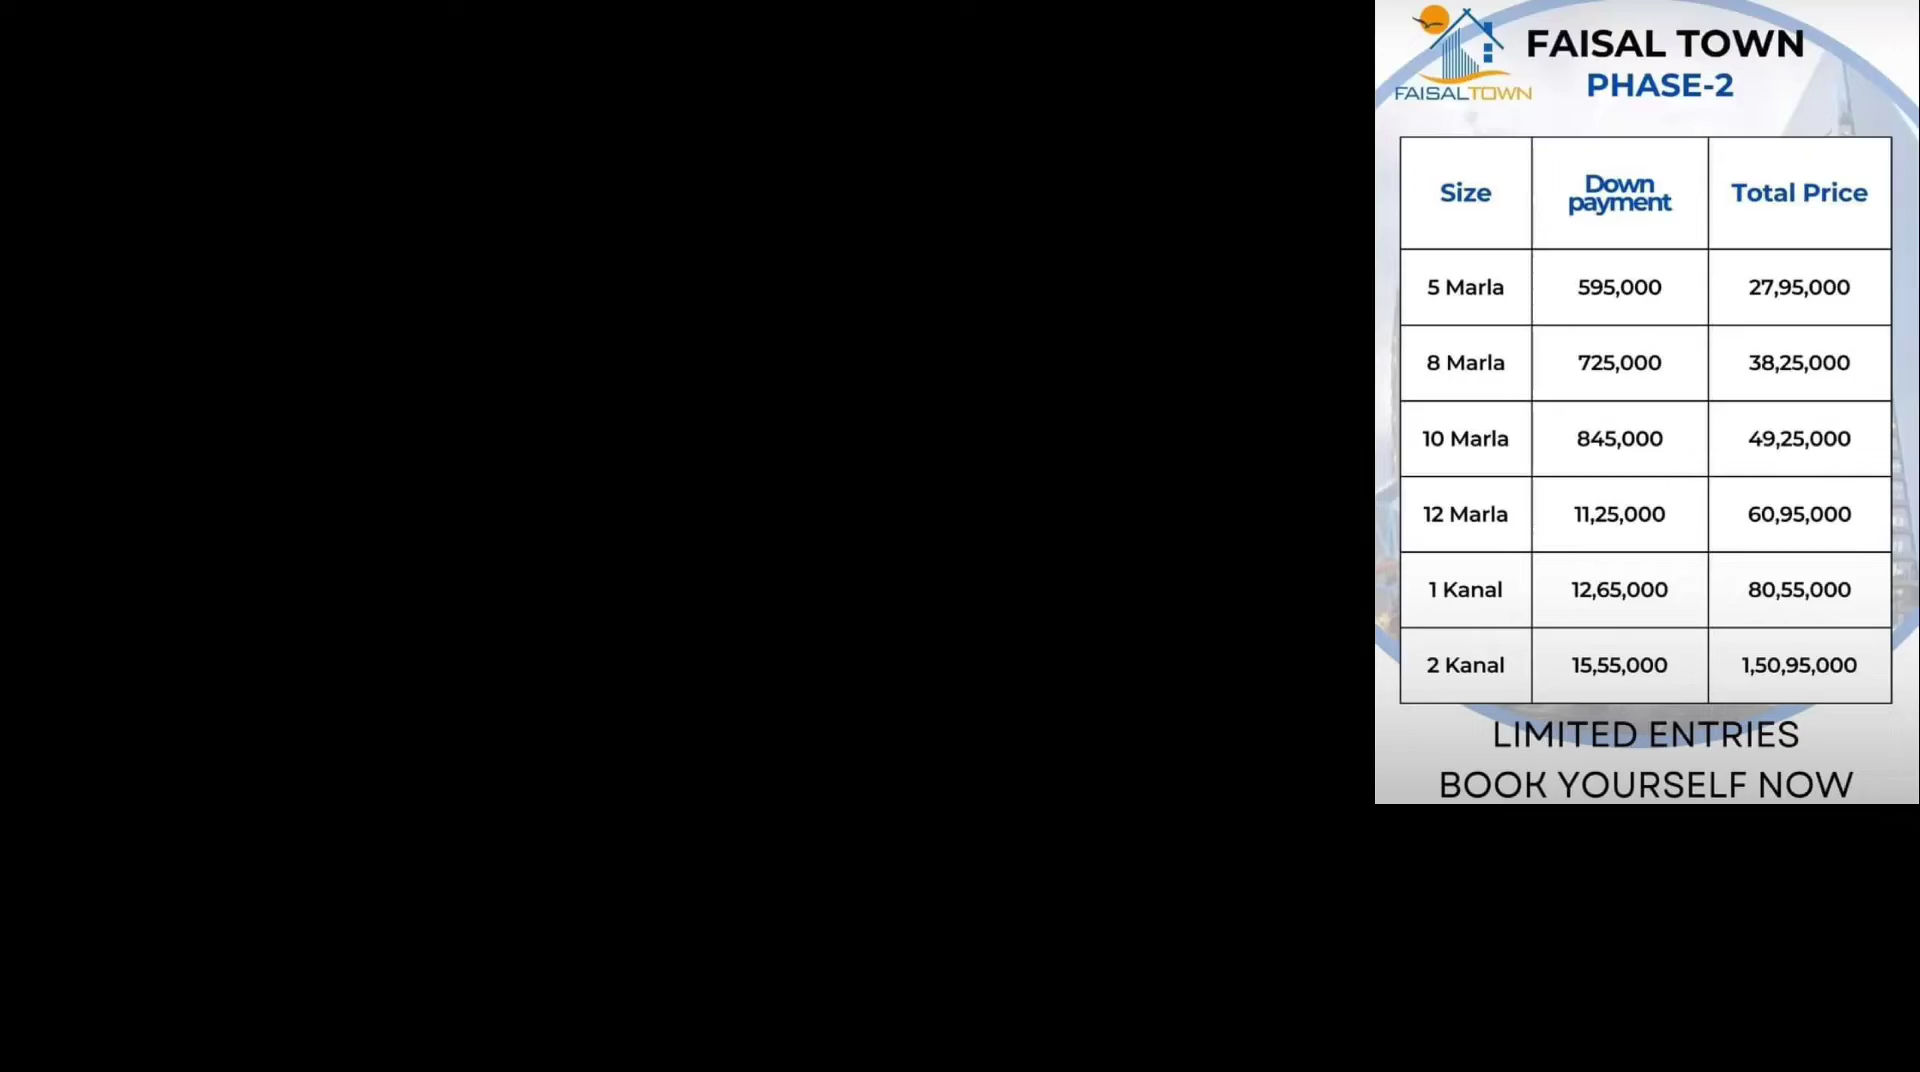 FAISALTOWN
FAISAL TOWN
PHASE-2
Size Down payment Total Price
5 Marla 595,000 27,95,000
8 Marla 725,000 38,25,000
10 Marla 845,000 49,25,000
12 Marla 11,25,000 60,95,000
1 Kanal 12,65,000 80,55,000
2 Kanal 15,55,000 1,50,95,000
LIMITED ENTRIES
BOOK YOURSELF NOW